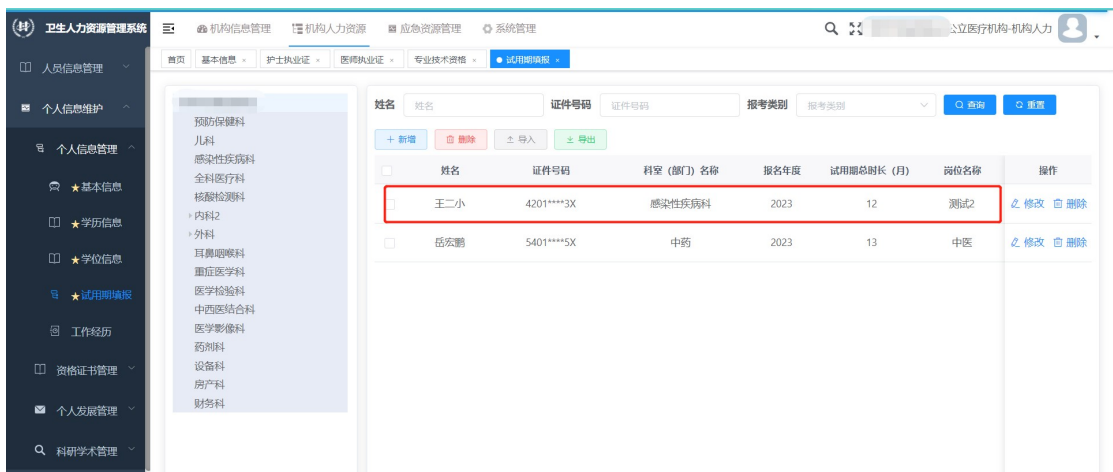 卫生人力资源管理系统 机构信息管理 机构人力资源 应急资源管理 系统管理 公立医疗机构-机构人力
首页 基本信息 × 护士执业证 × 医师执业证 × 专业技术资格 × 试用期填报 ×
人员信息管理
个人信息维护
个人信息管理
★基本信息
★学历信息
★学位信息
★试用期填报
工作经历
资格证书管理
个人发展管理
科研学术管理
预防保健科
儿科
感染性疾病科
全科医疗科
核酸检测科
内科2
外科
耳鼻咽喉科
重症医学科
医学检验科
中西医结合科
医学影像科
药剂科
设备科
房产科
财务科
姓名 姓名 证件号码 证件号码 报考类别 报考类别 查询 重置
+ 新增 删除 导入 导出
姓名 证件号码 科室（部门）名称 报名年度 试用期总时长（月） 岗位名称 操作
王二小 4201****3X 感染性疾病科 2023 12 测试2 修改 删除
岳宏鹏 5401****5X 中药 2023 13 中医 修改 删除